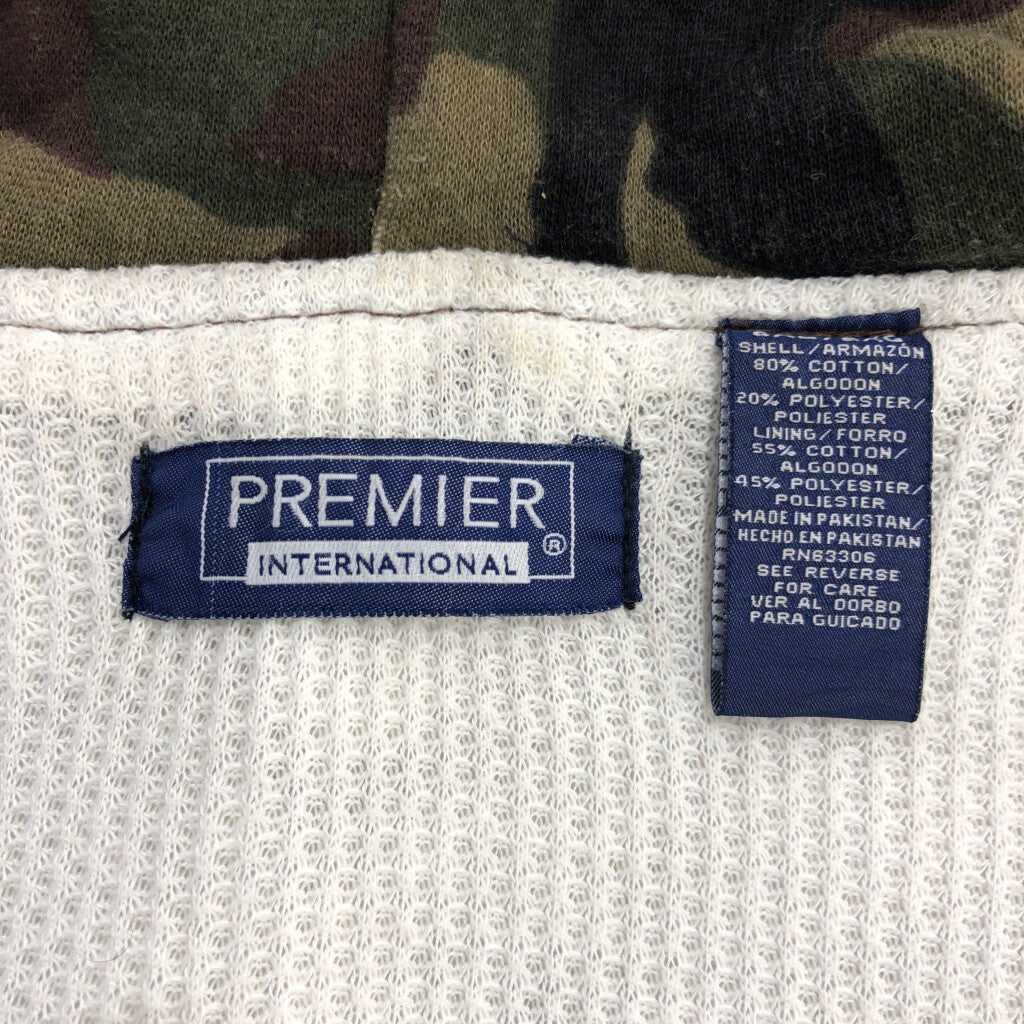 PREMIER
INTERNATIONAL ®
SHELL/ARMAZÓN
80% COTTON/
ALGODON
20% POLYESTER/
POLIESTER
LINING/FORRO
55% COTTON/
ALGODON
45% POLYESTER/
POLIESTER
MADE IN PAKISTAN/
HECHO EN PAKISTAN
RN63306
SEE REVERSE
FOR CARE
VER AL DORBO
PARA GUICADO